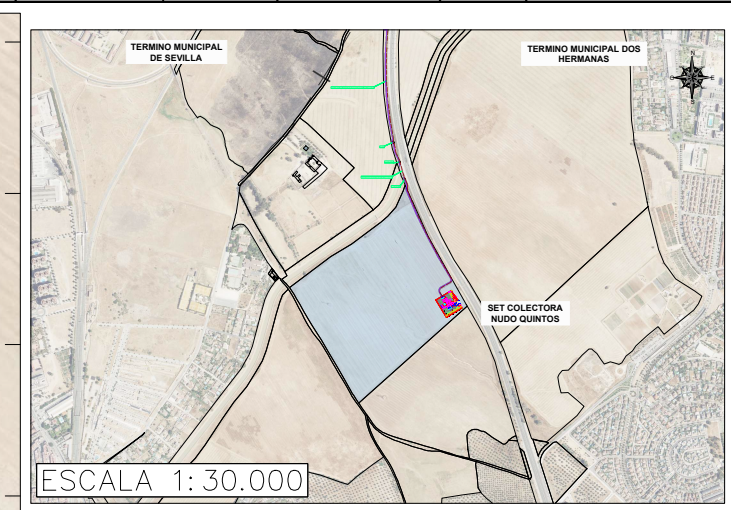 TERMINO MUNICIPAL
DE SEVILLA
TERMINO MUNICIPAL DOS
HERMANAS
N
S
SET COLECTORA
NUDO QUINTOS
ESCALA 1:30.000